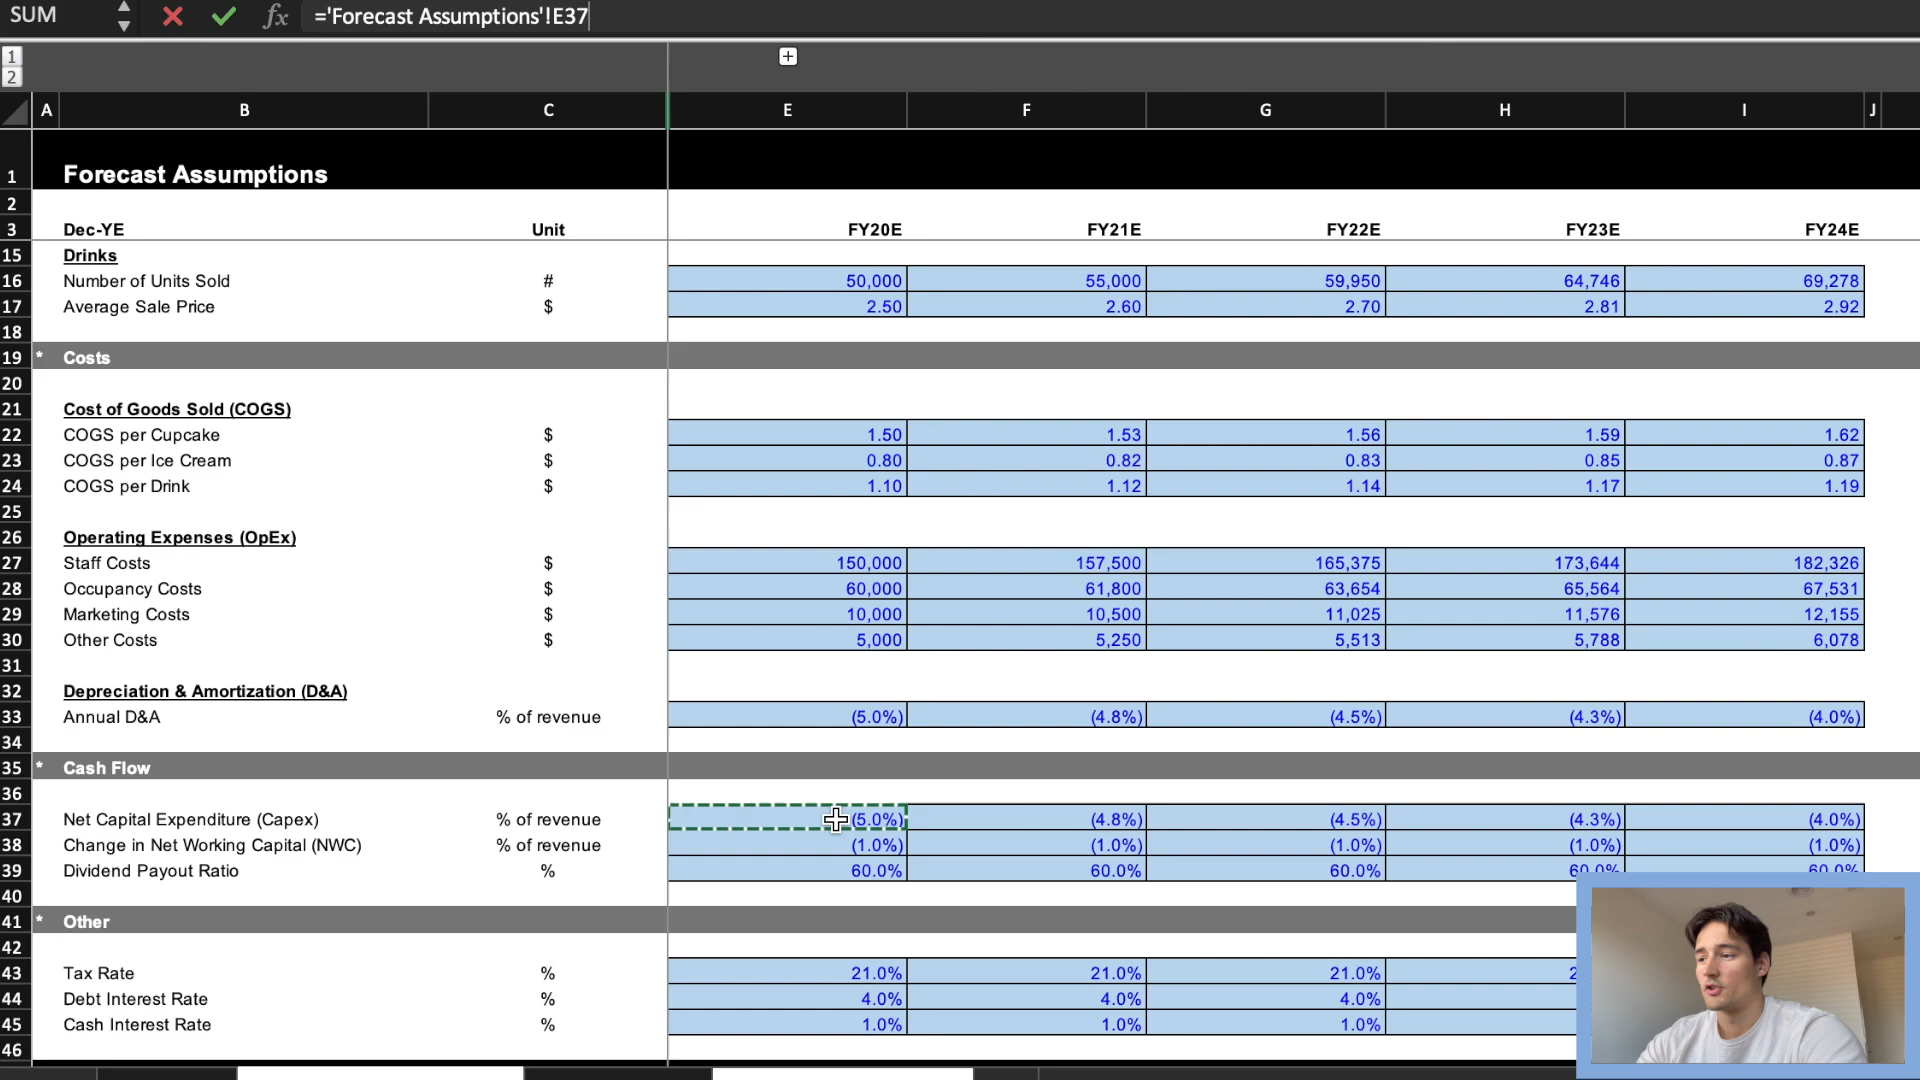 SUM fx ='Forecast Assumptions'!E37
1 +
2
A B C E F G H I J
1 Forecast Assumptions
2
3 Dec-YE Unit FY20E FY21E FY22E FY23E FY24E
15 Drinks
16 Number of Units Sold # 50,000 55,000 59,950 64,746 69,278
17 Average Sale Price $ 2.50 2.60 2.70 2.81 2.92
18
19 * Costs
20
21 Cost of Goods Sold (COGS)
22 COGS per Cupcake $ 1.50 1.53 1.56 1.59 1.62
23 COGS per Ice Cream $ 0.80 0.82 0.83 0.85 0.87
24 COGS per Drink $ 1.10 1.12 1.14 1.17 1.19
25
26 Operating Expenses (OpEx)
27 Staff Costs $ 150,000 157,500 165,375 173,644 182,326
28 Occupancy Costs $ 60,000 61,800 63,654 65,564 67,531
29 Marketing Costs $ 10,000 10,500 11,025 11,576 12,155
30 Other Costs $ 5,000 5,250 5,513 5,788 6,078
31
32 Depreciation & Amortization (D&A)
33 Annual D&A % of revenue (5.0%) (4.8%) (4.5%) (4.3%) (4.0%)
34
35 * Cash Flow
36
37 Net Capital Expenditure (Capex) % of revenue (5.0%) (4.8%) (4.5%) (4.3%) (4.0%)
38 Change in Net Working Capital (NWC) % of revenue (1.0%) (1.0%) (1.0%) (1.0%) (1.0%)
39 Dividend Payout Ratio % 60.0% 60.0% 60.0% 60.0% 60.0%
40
41 * Other
42
43 Tax Rate % 21.0% 21.0% 21.0% 2
44 Debt Interest Rate % 4.0% 4.0% 4.0%
45 Cash Interest Rate % 1.0% 1.0% 1.0%
46